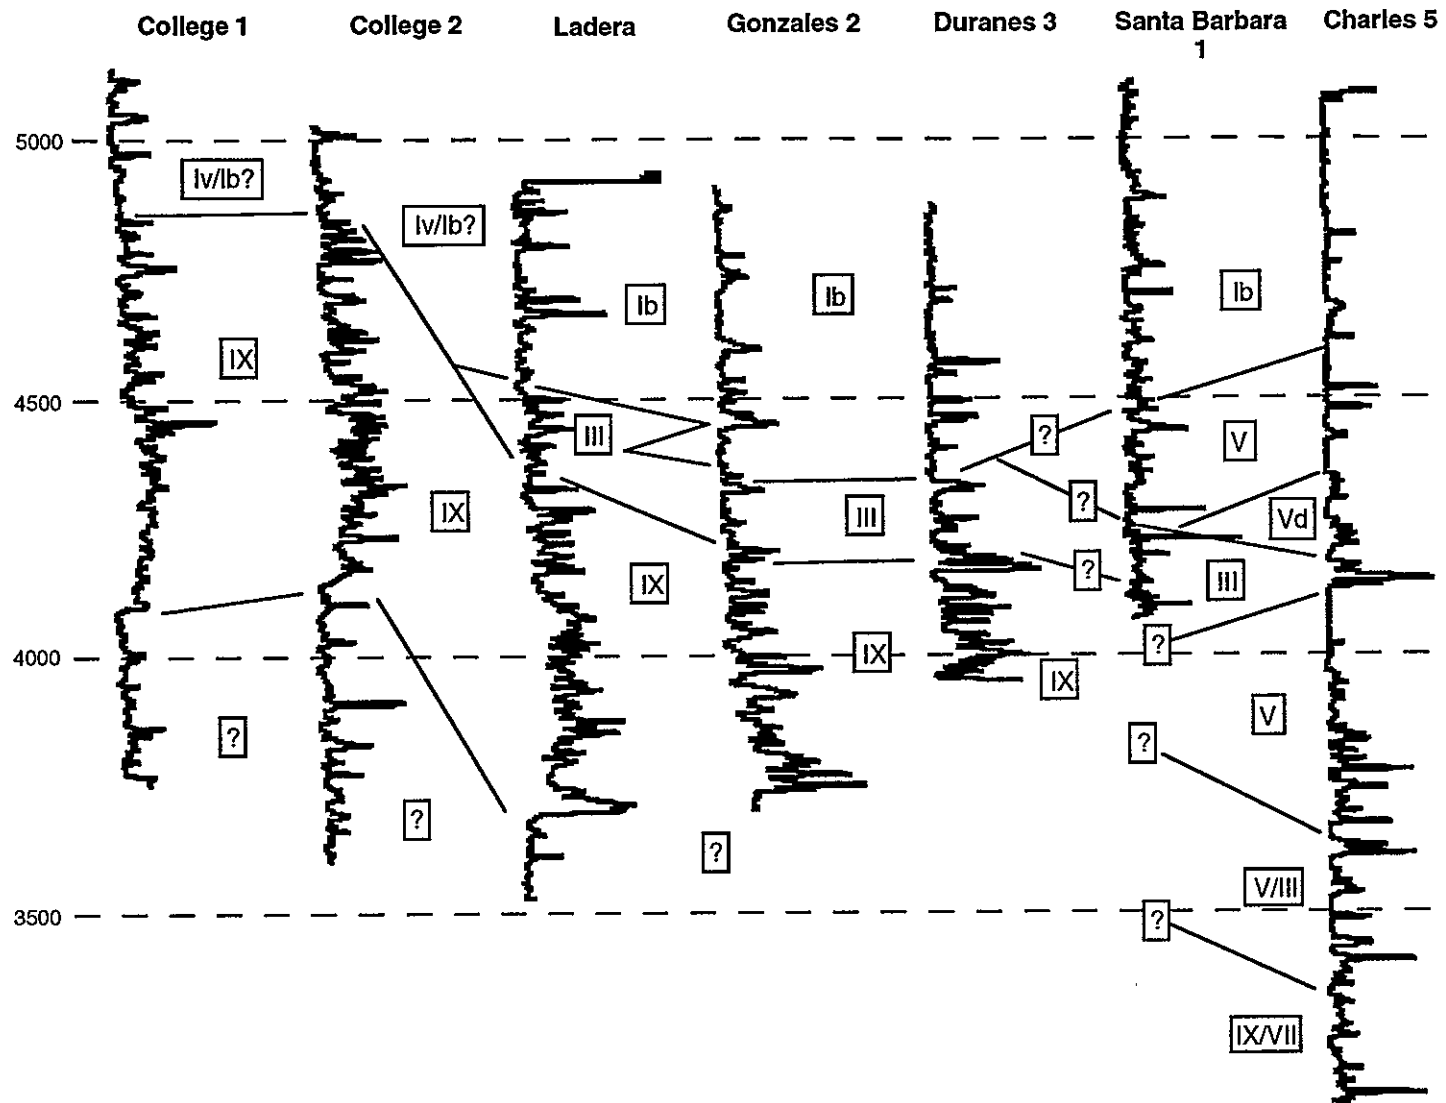 College 1
College 2
Ladera
Gonzales 2
Duranes 3
Santa Barbara
1
Charles 5
5000
Iv/Ib?
Iv/Ib?
Ib
Ib
Ib
IX
4500
III
?
V
IX
?
III
Vd
IX
?
III
?
4000
IX
IX
V
?
?
?
?
V/III
3500
?
IX/VII